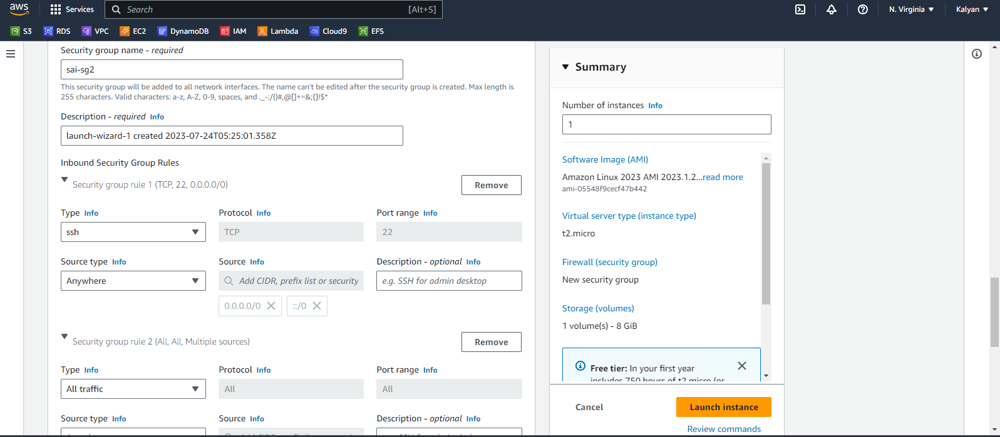 aws Services Search [Alt+S] N. Virginia Kalyan
S3 RDS VPC EC2 DynamoDB IAM Lambda Cloud9 EFS
Security group name - required
sai-sg2
This security group will be added to all network interfaces. The name can't be edited after the security group is created. Max length is
255 characters. Valid characters: a-z, A-Z, 0-9, spaces, and ._-:/()#,@[]+=&;{}!$*
Description - required Info
launch-wizard-1 created 2023-07-24T05:25:01.358Z
Inbound Security Group Rules
Security group rule 1 (TCP, 22, 0.0.0.0/0) Remove
Type Info Protocol Info Port range Info
ssh TCP 22
Source type Info Source Info Description - optional Info
Anywhere Add CIDR, prefix list or security e.g. SSH for admin desktop
0.0.0.0/0 ::/0
Security group rule 2 (All, All, Multiple sources) Remove
Type Info Protocol Info Port range Info
All traffic All All
Source type Info Source Info Description - optional Info
Summary
Number of instances Info
1
Software Image (AMI)
Amazon Linux 2023 AMI 2023.1.2...read more
ami-05548f9cecf47b442
Virtual server type (instance type)
t2.micro
Firewall (security group)
New security group
Storage (volumes)
1 volume(s) - 8 GiB
Free tier: In your first year
includes 750 hours of t2.micro (or
Cancel Launch instance
Review commands